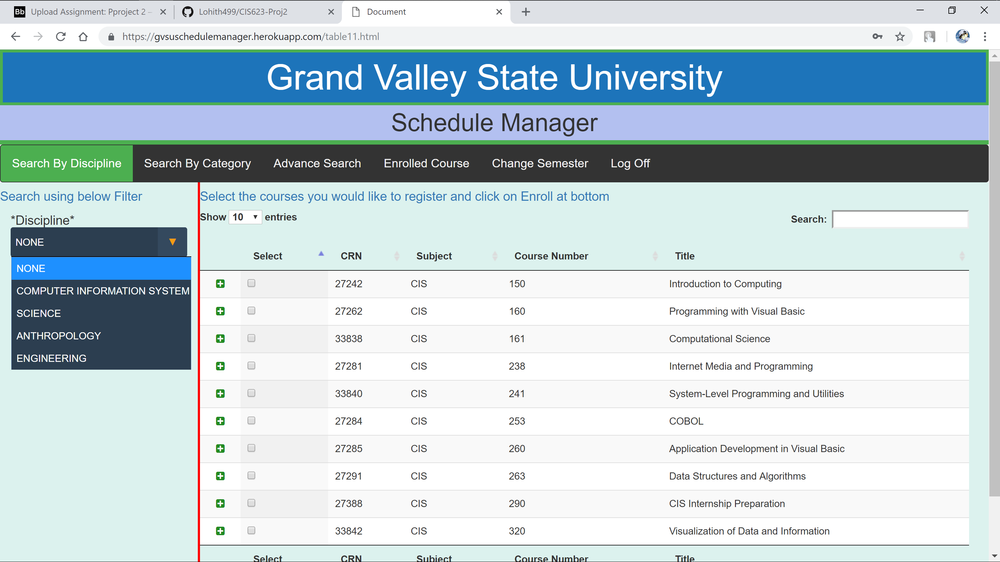 Bb Upload Assignment: Pproject 2 –
Lohith499/CIS623-Proj2
Document
https://gvsuschedulemanager.herokuapp.com/table11.html
Grand Valley State University
Schedule Manager
Search By Discipline Search By Category Advance Search Enrolled Course Change Semester Log Off
Search using below Filter
*Discipline*
NONE
NONE
COMPUTER INFORMATION SYSTEM
SCIENCE
ANTHROPOLOGY
ENGINEERING
Select the courses you would like to register and click on Enroll at bottom
Show 10 entries
Search:
Select CRN Subject Course Number Title
27242 CIS 150 Introduction to Computing
27262 CIS 160 Programming with Visual Basic
33838 CIS 161 Computational Science
27281 CIS 238 Internet Media and Programming
33840 CIS 241 System-Level Programming and Utilities
27284 CIS 253 COBOL
27285 CIS 260 Application Development in Visual Basic
27291 CIS 263 Data Structures and Algorithms
27388 CIS 290 CIS Internship Preparation
33842 CIS 320 Visualization of Data and Information
Select CRN Subject Course Number Title